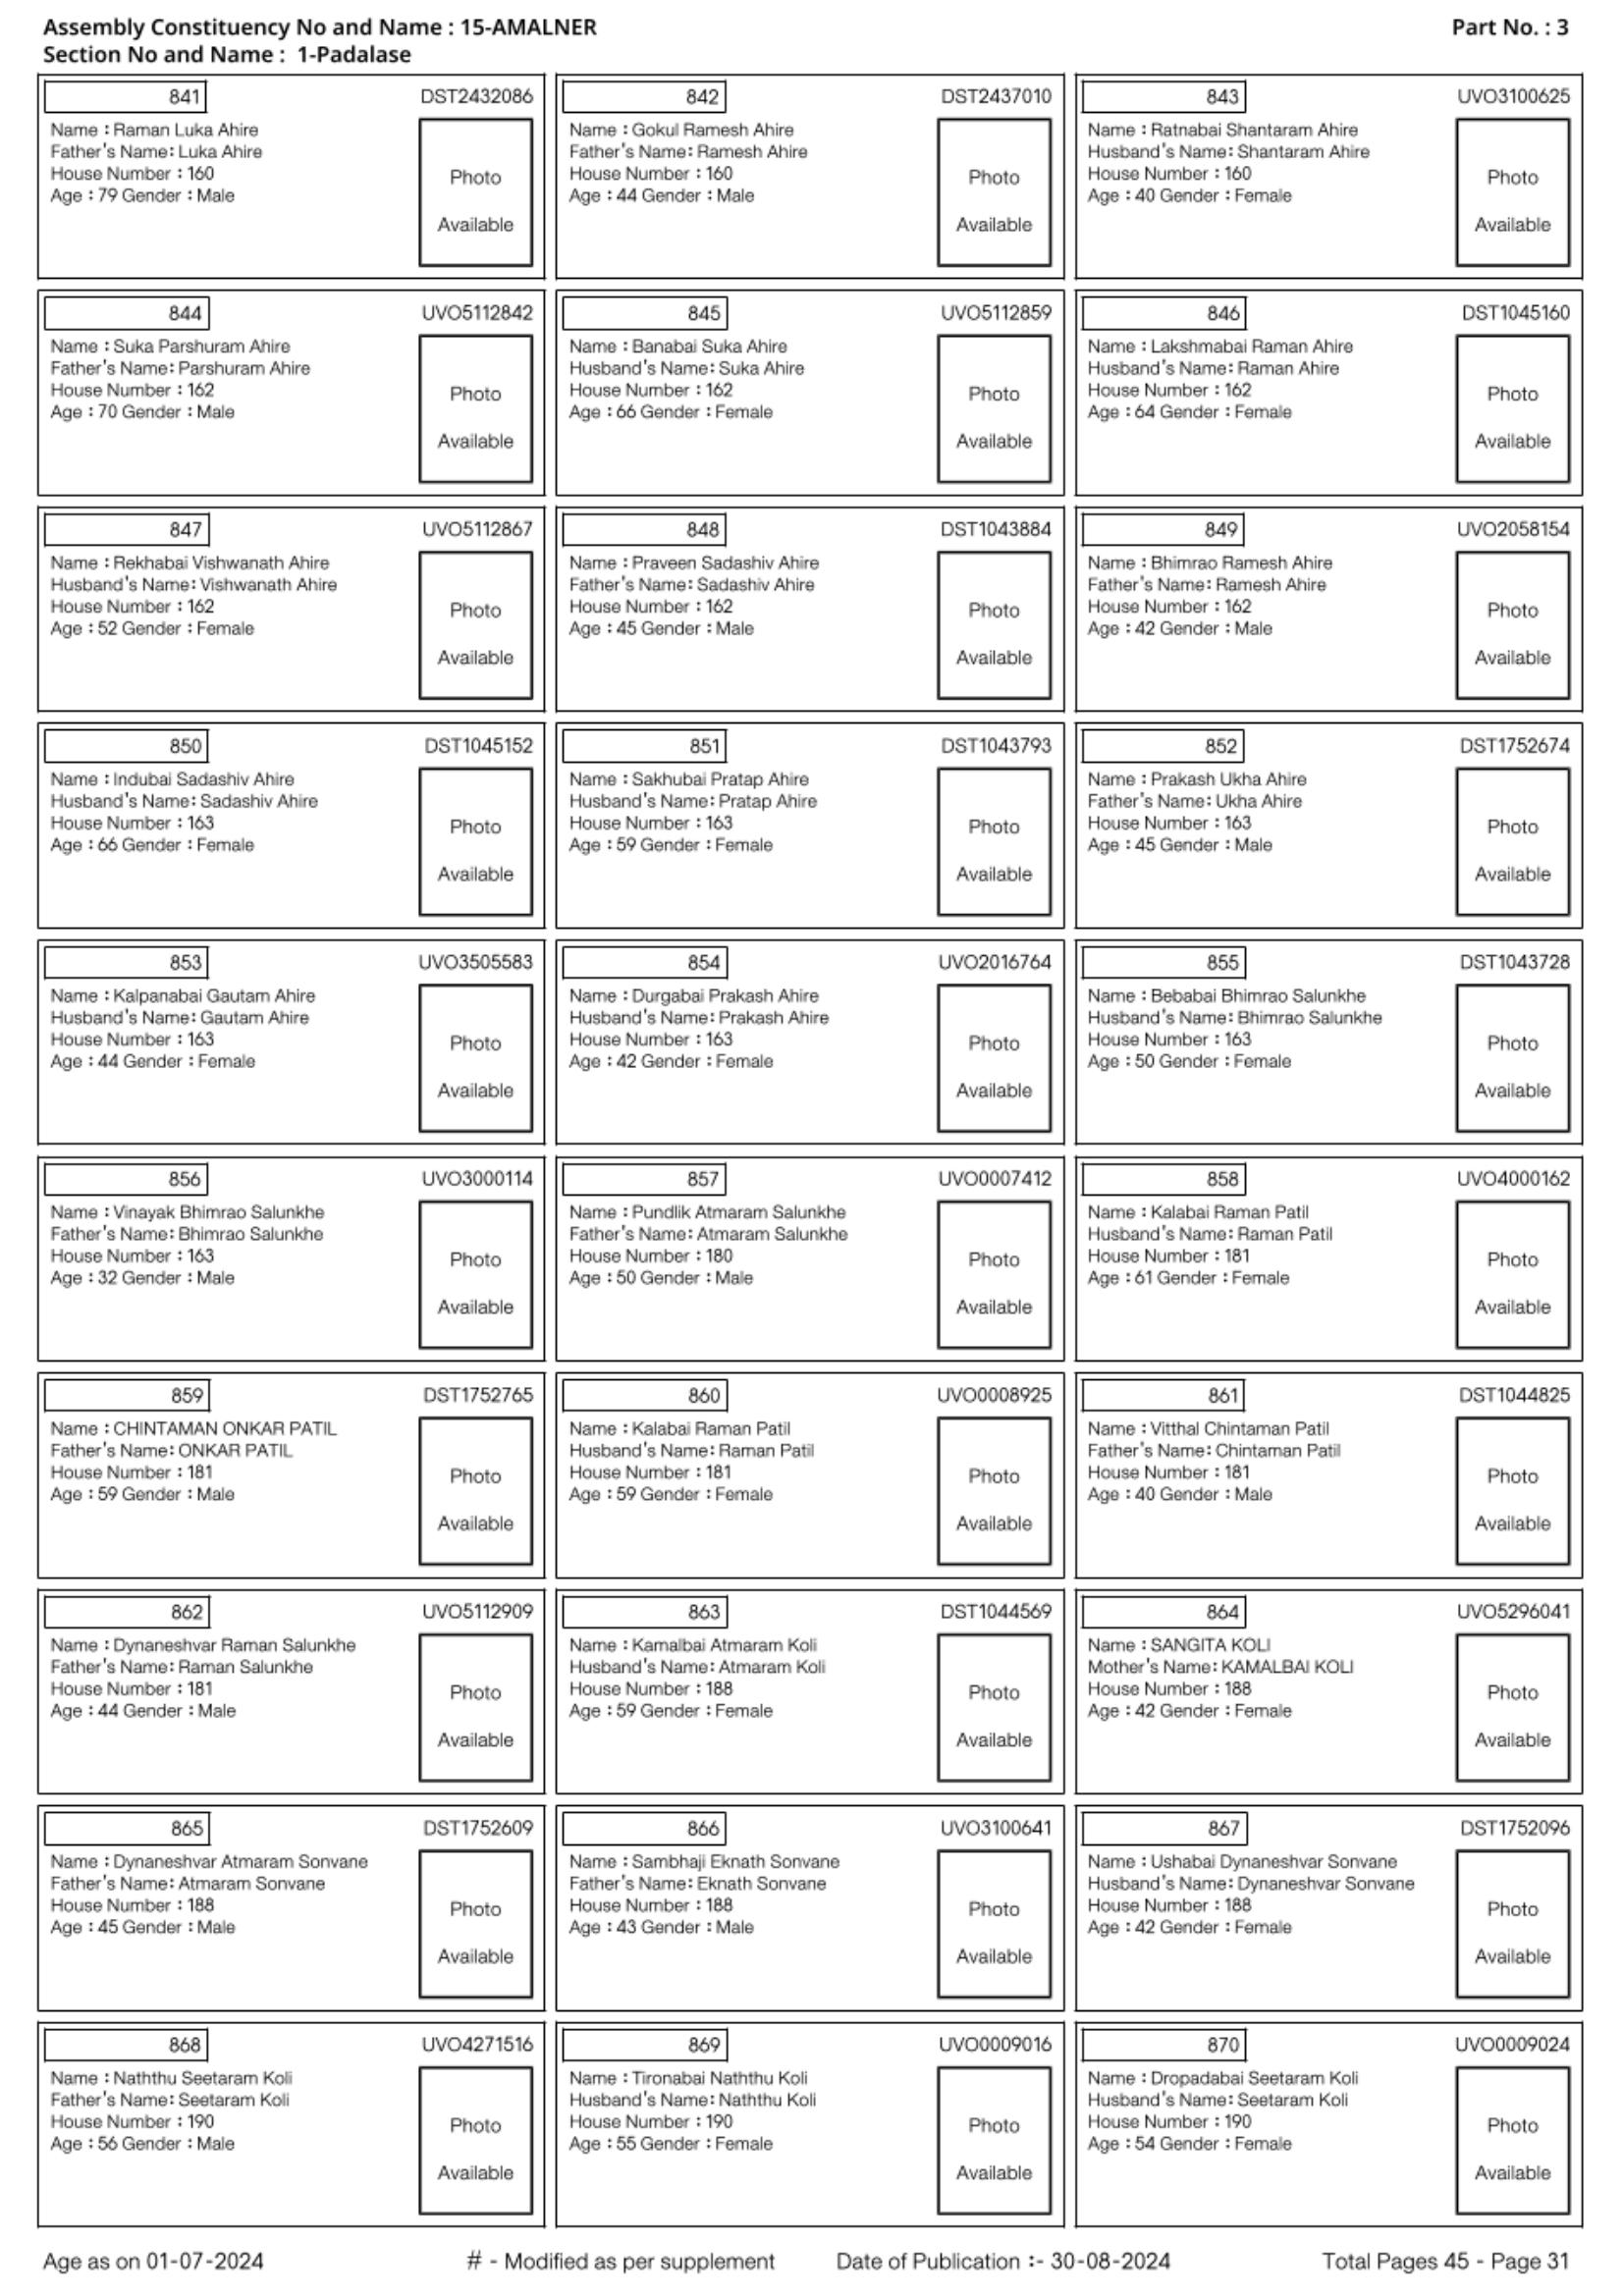 Assembly Constituency No and Name : 15-AMALNER
Part No. : 3
Section No and Name : 1-Padalase
841 DST2432086
Name : Raman Luka Ahire
Father's Name: Luka Ahire
House Number : 160
Age : 79 Gender : Male
Photo
Available
842 DST2437010
Name : Gokul Ramesh Ahire
Father's Name: Ramesh Ahire
House Number : 160
Age : 44 Gender : Male
Photo
Available
843 UVO3100625
Name : Ratnabai Shantaram Ahire
Husband's Name: Shantaram Ahire
House Number : 160
Age : 40 Gender : Female
Photo
Available
844 UVO5112842
Name : Suka Parshuram Ahire
Father's Name: Parshuram Ahire
House Number : 162
Age : 70 Gender : Male
Photo
Available
845 UVO5112859
Name : Banabai Suka Ahire
Husband's Name: Suka Ahire
House Number : 162
Age : 66 Gender : Female
Photo
Available
846 DST1045160
Name : Lakshmabai Raman Ahire
Husband's Name: Raman Ahire
House Number : 162
Age : 64 Gender : Female
Photo
Available
847 UVO5112867
Name : Rekhabai Vishwanath Ahire
Husband's Name: Vishwanath Ahire
House Number : 162
Age : 52 Gender : Female
Photo
Available
848 DST1043884
Name : Praveen Sadashiv Ahire
Father's Name: Sadashiv Ahire
House Number : 162
Age : 45 Gender : Male
Photo
Available
849 UVO2058154
Name : Bhimrao Ramesh Ahire
Father's Name: Ramesh Ahire
House Number : 162
Age : 42 Gender : Male
Photo
Available
850 DST1045152
Name : Indubai Sadashiv Ahire
Husband's Name: Sadashiv Ahire
House Number : 163
Age : 66 Gender : Female
Photo
Available
851 DST1043793
Name : Sakhubai Pratap Ahire
Husband's Name: Pratap Ahire
House Number : 163
Age : 59 Gender : Female
Photo
Available
852 DST1752674
Name : Prakash Ukha Ahire
Father's Name: Ukha Ahire
House Number : 163
Age : 45 Gender : Male
Photo
Available
853 UVO3505583
Name : Kalpanabai Gautam Ahire
Husband's Name: Gautam Ahire
House Number : 163
Age : 44 Gender : Female
Photo
Available
854 UVO2016764
Name : Durgabai Prakash Ahire
Husband's Name: Prakash Ahire
House Number : 163
Age : 42 Gender : Female
Photo
Available
855 DST1043728
Name : Bebabai Bhimrao Salunkhe
Husband's Name: Bhimrao Salunkhe
House Number : 163
Age : 50 Gender : Female
Photo
Available
856 UVO3000114
Name : Vinayak Bhimrao Salunkhe
Father's Name: Bhimrao Salunkhe
House Number : 163
Age : 32 Gender : Male
Photo
Available
857 UVO0007412
Name : Pundlik Atmaram Salunkhe
Father's Name: Atmaram Salunkhe
House Number : 180
Age : 50 Gender : Male
Photo
Available
858 UVO4000162
Name : Kalabai Raman Patil
Husband's Name: Raman Patil
House Number : 181
Age : 61 Gender : Female
Photo
Available
859 DST1752765
Name : CHINTAMAN ONKAR PATIL
Father's Name: ONKAR PATIL
House Number : 181
Age : 59 Gender : Male
Photo
Available
860 UVO0008925
Name : Kalabai Raman Patil
Husband's Name: Raman Patil
House Number : 181
Age : 59 Gender : Female
Photo
Available
861 DST1044825
Name : Vitthal Chintaman Patil
Father's Name: Chintaman Patil
House Number : 181
Age : 40 Gender : Male
Photo
Available
862 UVO5112909
Name : Dynaneshvar Raman Salunkhe
Father's Name: Raman Salunkhe
House Number : 181
Age : 44 Gender : Male
Photo
Available
863 DST1044569
Name : Kamalbai Atmaram Koli
Husband's Name: Atmaram Koli
House Number : 188
Age : 59 Gender : Female
Photo
Available
864 UVO5296041
Name : SANGITA KOLI
Mother's Name: KAMALBAI KOLI
House Number : 188
Age : 42 Gender : Female
Photo
Available
865 DST1752609
Name : Dynaneshvar Atmaram Sonvane
Father's Name: Atmaram Sonvane
House Number : 188
Age : 45 Gender : Male
Photo
Available
866 UVO3100641
Name : Sambhaji Eknath Sonvane
Father's Name: Eknath Sonvane
House Number : 188
Age : 43 Gender : Male
Photo
Available
867 DST1752096
Name : Ushabai Dynaneshvar Sonvane
Husband's Name: Dynaneshvar Sonvane
House Number : 188
Age : 42 Gender : Female
Photo
Available
868 UVO4271516
Name : Naththu Seetaram Koli
Father's Name: Seetaram Koli
House Number : 190
Age : 56 Gender : Male
Photo
Available
869 UVO0009016
Name : Tironabai Naththu Koli
Husband's Name: Naththu Koli
House Number : 190
Age : 55 Gender : Female
Photo
Available
870 UVO0009024
Name : Dropadabai Seetaram Koli
Husband's Name: Seetaram Koli
House Number : 190
Age : 54 Gender : Female
Photo
Available
Age as on 01-07-2024 # - Modified as per supplement Date of Publication :- 30-08-2024 Total Pages 45 - Page 31